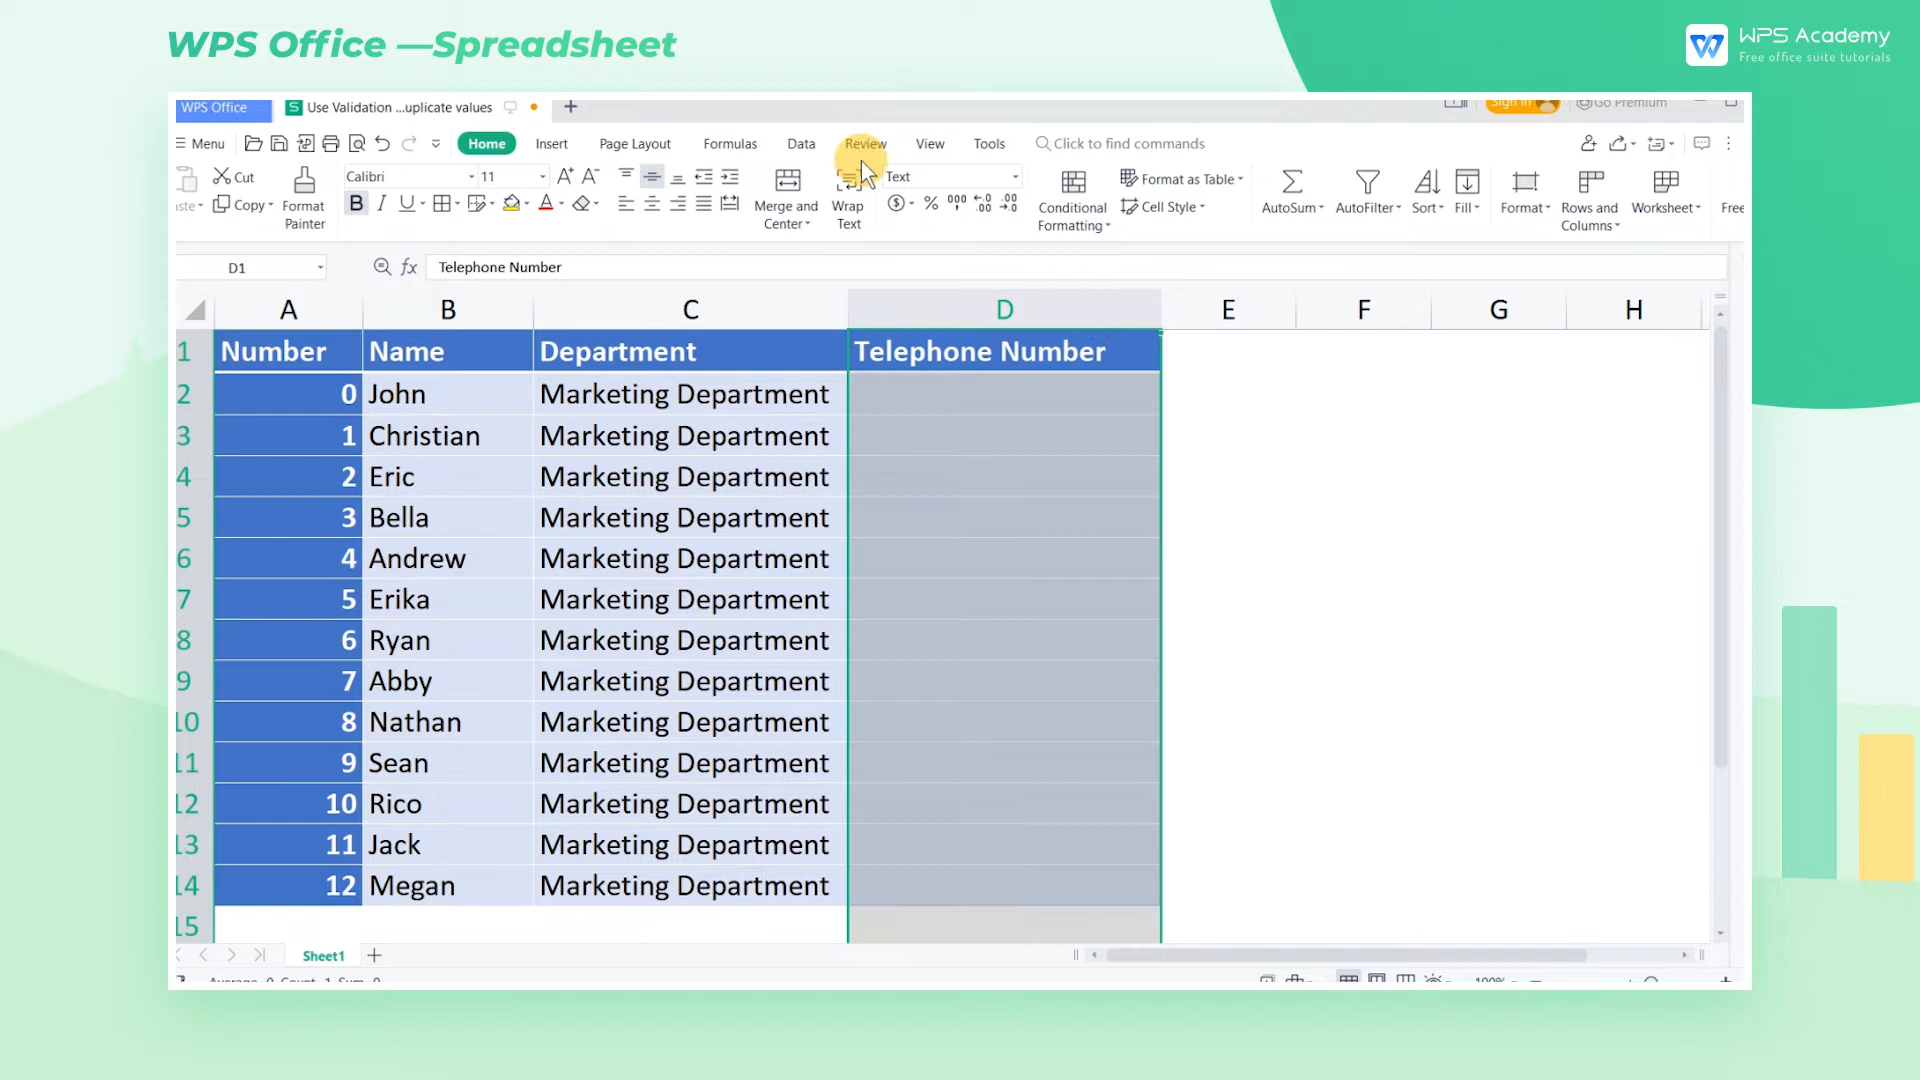 WPS Office —Spreadsheet
WPS Academy
Free office suite tutorials
WPS Office
S Use Validation ...uplicate values
Go Premium
Menu
Home Insert Page Layout Formulas Data Review View Tools Click to find commands
Cut Calibri 11 Text Format as Table
Copy Format Painter Merge and Center Wrap Text Conditional Formatting Cell Style AutoSum AutoFilter Sort Fill Format Rows and Columns Worksheet
D1 fx Telephone Number
A B C D E F G H
1 Number Name Department Telephone Number
2 0 John Marketing Department
3 1 Christian Marketing Department
4 2 Eric Marketing Department
5 3 Bella Marketing Department
6 4 Andrew Marketing Department
7 5 Erika Marketing Department
8 6 Ryan Marketing Department
9 7 Abby Marketing Department
10 8 Nathan Marketing Department
11 9 Sean Marketing Department
12 10 Rico Marketing Department
13 11 Jack Marketing Department
14 12 Megan Marketing Department
15
Sheet1